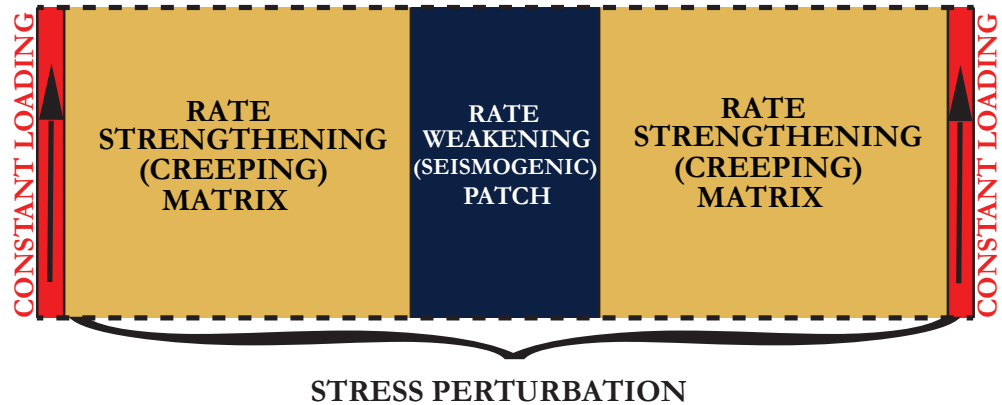 CONSTANT LOADING
RATE
STRENGTHENING
(CREEPING)
MATRIX
RATE
WEAKENING
(SEISMOGENIC)
PATCH
RATE
STRENGTHENING
(CREEPING)
MATRIX
CONSTANT LOADING
STRESS PERTURBATION